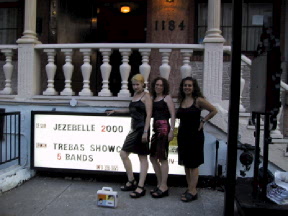 1184
JEZEBELLE 2000
TREBAS SHOWC
5 BANDS